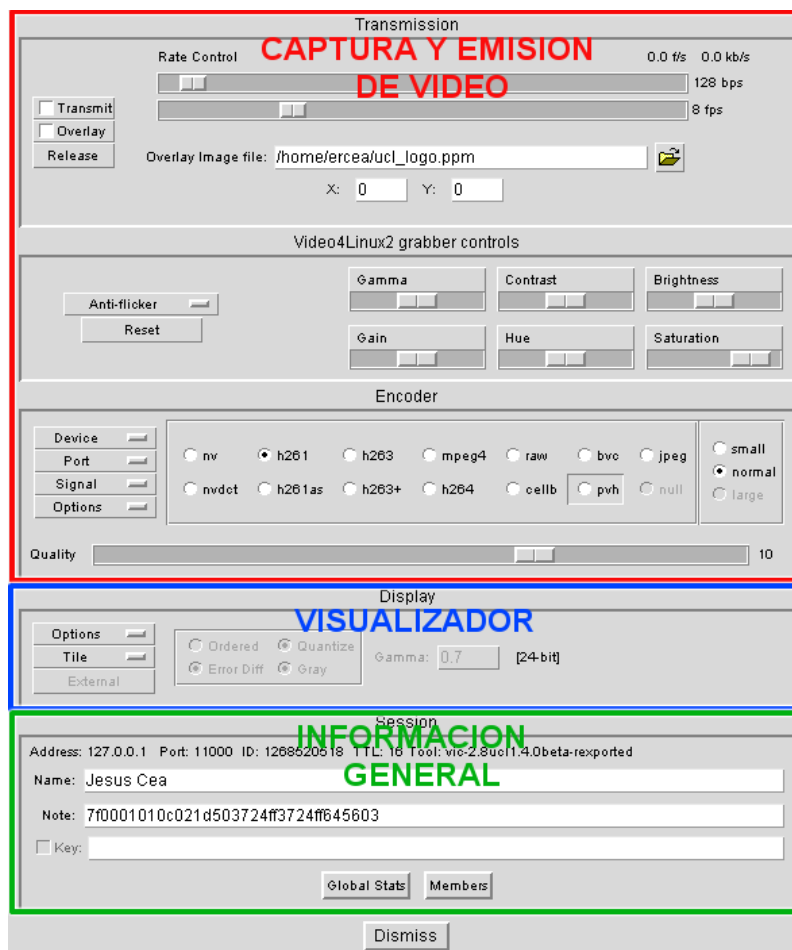 Transmission
CAPTURA Y EMISION
DE VIDEO
Rate Control 0.0 f/s 0.0 kb/s
128 bps
8 fps
Transmit
Overlay
Release
Overlay Image file: /home/ercea/ucl_logo.ppm
X: 0 Y: 0
Video4Linux2 grabber controls
Anti-flicker
Reset
Gamma Contrast Brightness
Gain Hue Saturation
Encoder
Device
Port
Signal
Options
nv h261 h263 mpeg4 raw bvc jpeg
nvdct h261as h263+ h264 cellb pvh null
small
normal
large
Quality 10
Display
VISUALIZADOR
Options
Tile
External
Ordered Quantize
Error Diff Gray
Gamma: 0.7 [24-bit]
Session
INFORMACION
GENERAL
Address: 127.0.0.1 Port: 11000 ID: 1268520518 TTL: 16 Tool: vic-2.8ucl1.4.0beta-rexported
Name: Jesus Cea
Note: 7f0001010c021d503724ff3724ff645603
Key:
Global Stats Members
Dismiss